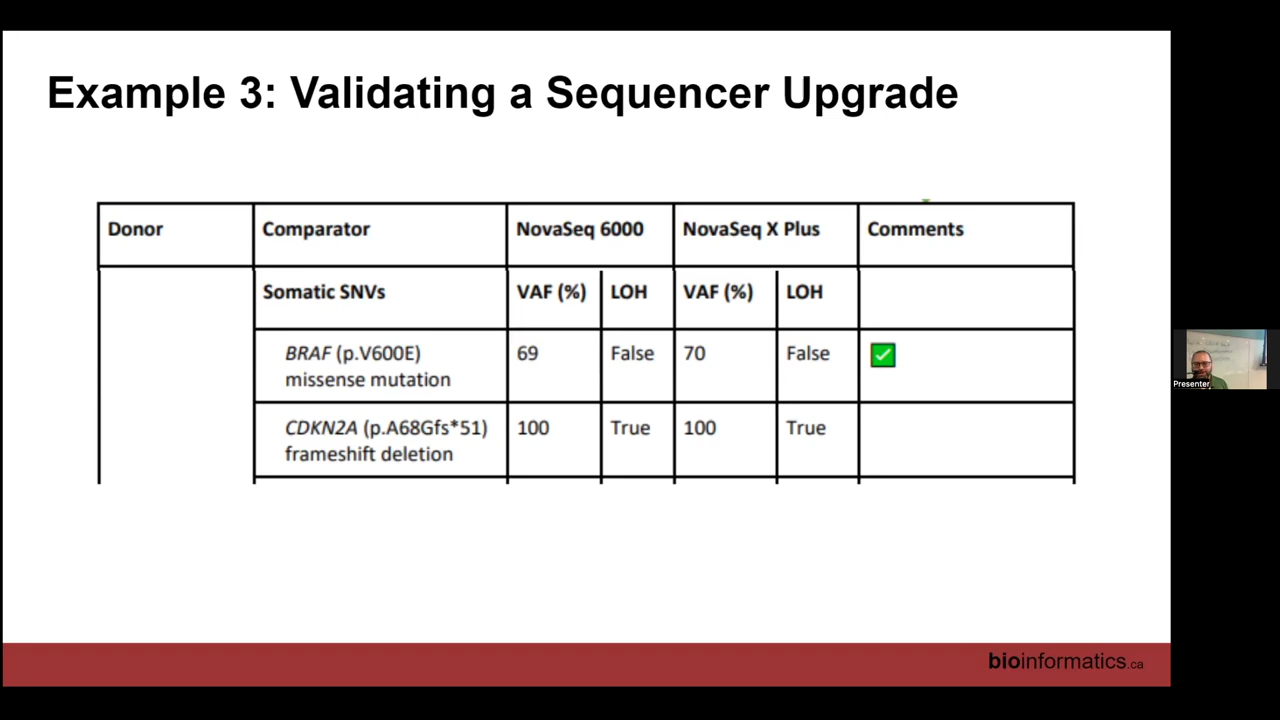 Example 3: Validating a Sequencer Upgrade
Donor Comparator NovaSeq 6000 NovaSeq X Plus Comments
Somatic SNVs VAF (%) LOH VAF (%) LOH
BRAF (p.V600E) 69 False 70 False
missense mutation
CDKN2A (p.A68Gfs*51) 100 True 100 True
frameshift deletion
Presenter
bioinformatics.ca